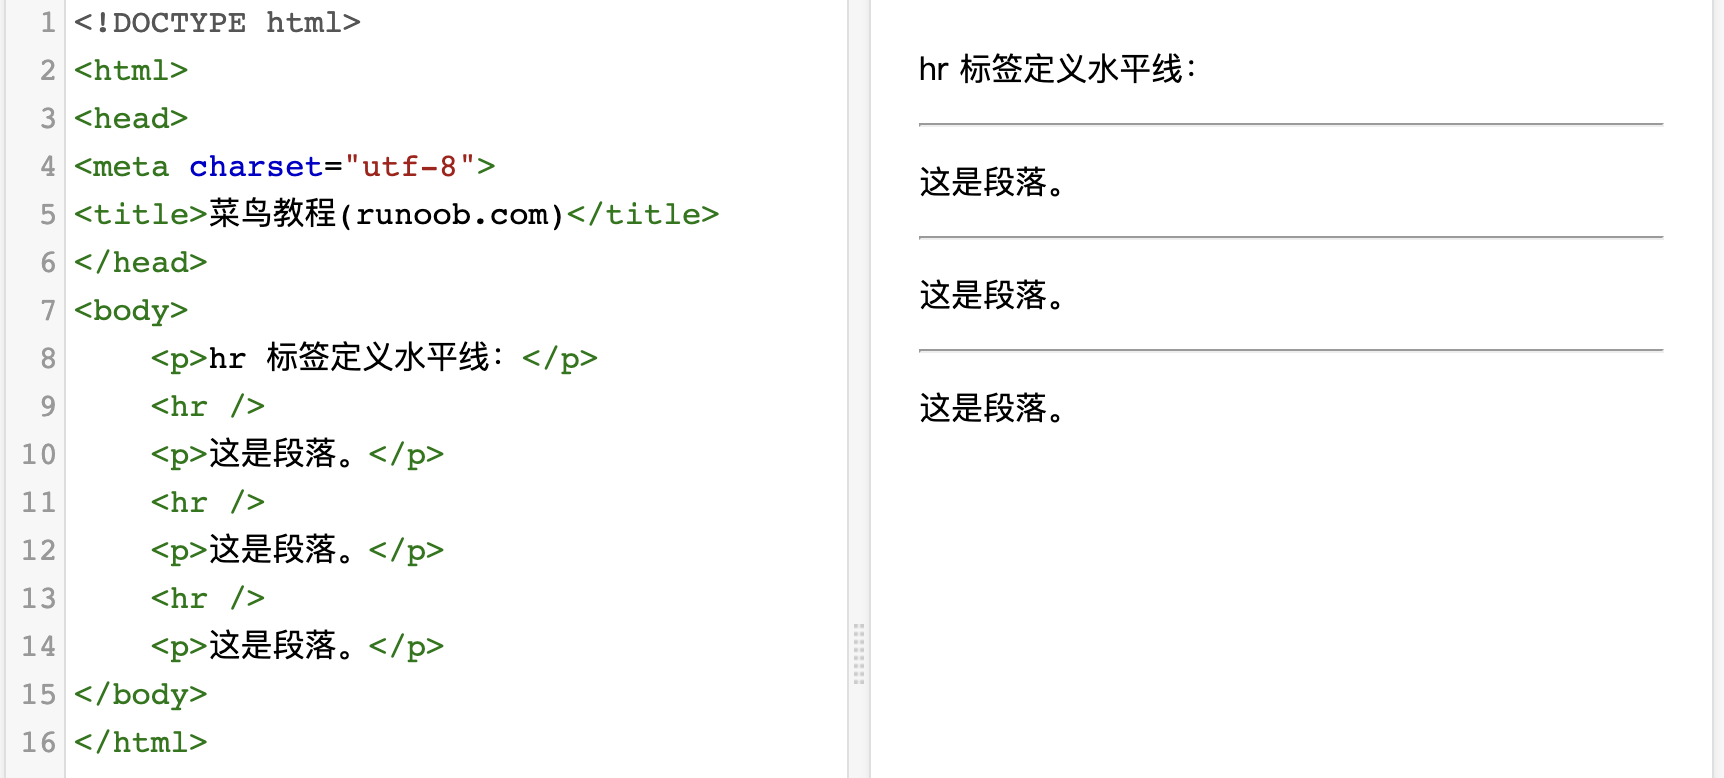 1 <!DOCTYPE html>
2 <html>
3 <head>
4 <meta charset="utf-8">
5 <title>菜鸟教程(runoob.com)</title>
6 </head>
7 <body>
8     <p>hr 标签定义水平线：</p>
9     <hr />
10     <p>这是段落。</p>
11     <hr />
12     <p>这是段落。</p>
13     <hr />
14     <p>这是段落。</p>
15 </body>
16 </html>
hr 标签定义水平线：
这是段落。
这是段落。
这是段落。